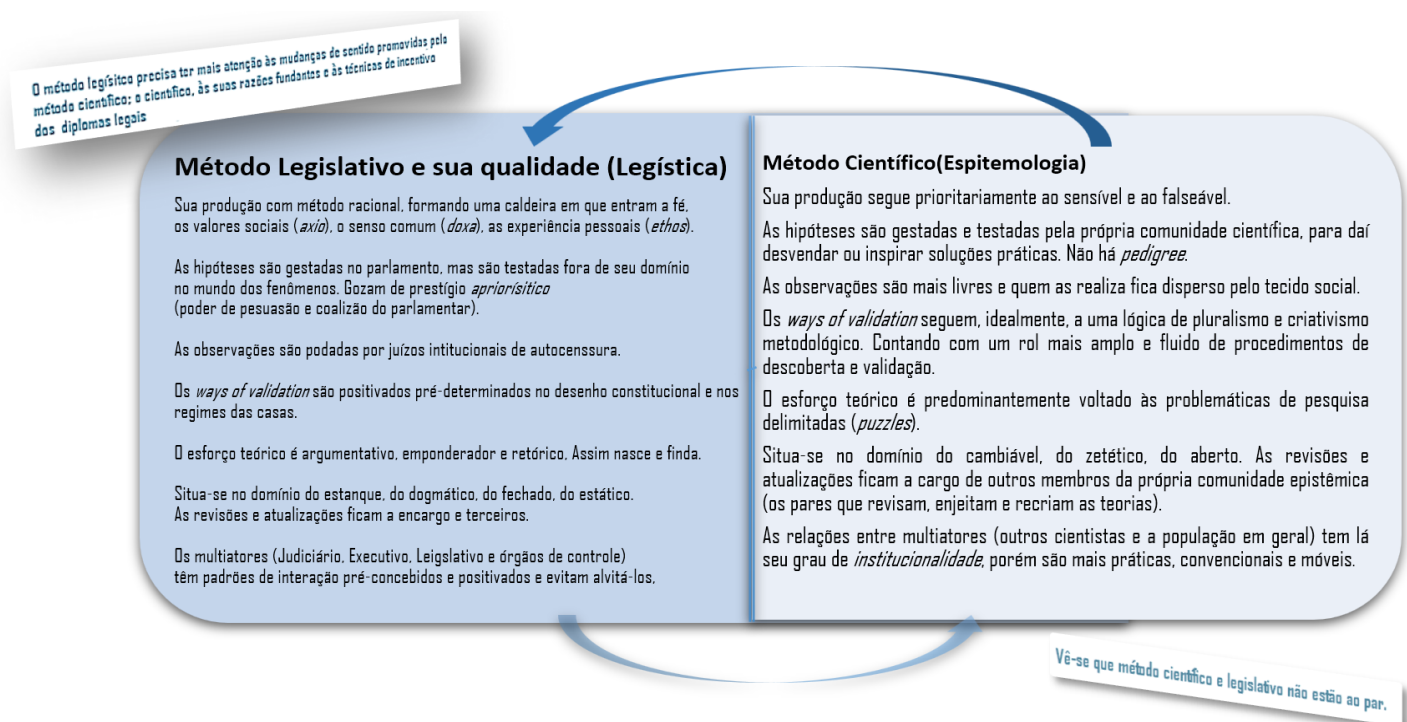 O método legísitco precisa ter mais atenção às mudanças de sentido promovidas pelo
método científico; o científico, às suas razões fundantes e às técnicas de incentivo
dos diplomas legais
Método Legislativo e sua qualidade (Legística)
Sua produção com método racional, formando uma caldeira em que entram a fé,
os valores sociais (axio), o senso comum (doxa), as experiência pessoais (ethos).
As hipóteses são gestadas no parlamento, mas são testadas fora de seu domínio
no mundo dos fenômenos. Gozam de prestígio apriorísitico
(poder de pesuasão e coalizão do parlamentar).
As observações são podadas por juízos intitucionais de autocenssura.
Os ways of validation são positivados pré-determinados no desenho constitucional e nos
regimes das casas.
O esforço teórico é argumentativo, emponderador e retórico, Assim nasce e finda.
Situa-se no domínio do estanque, do dogmático, do fechado, do estático.
As revisões e atualizações ficam a encargo e terceiros.
Os multiatores (Judiciário, Executivo, Leigslativo e órgãos de controle)
têm padrões de interação pré-concebidos e positivados e evitam alvitá-los,
Método Científico(Espitemologia)
Sua produção segue prioritariamente ao sensível e ao falseável.
As hipóteses são gestadas e testadas pela própria comunidade científica, para daí
desvendar ou inspirar soluções práticas. Não há pedigree.
As observações são mais livres e quem as realiza fica disperso pelo tecido social.
Os ways of validation seguem, idealmente, a uma lógica de pluralismo e criativismo
metodológico. Contando com um rol mais amplo e fluido de procedimentos de
descoberta e validação.
O esforço teórico é predominantemente voltado às problemáticas de pesquisa
delimitadas (puzzles).
Situa-se no domínio do cambiável, do zetético, do aberto. As revisões e
atualizações ficam a cargo de outros membros da própria comunidade epistêmica
(os pares que revisam, enjeitam e recriam as teorias).
As relações entre multiatores (outros cientistas e a população em geral) tem lá
seu grau de institucionalidade, porém são mais práticas, convencionais e móveis.
Vê-se que método científico e legislativo não estão ao par.